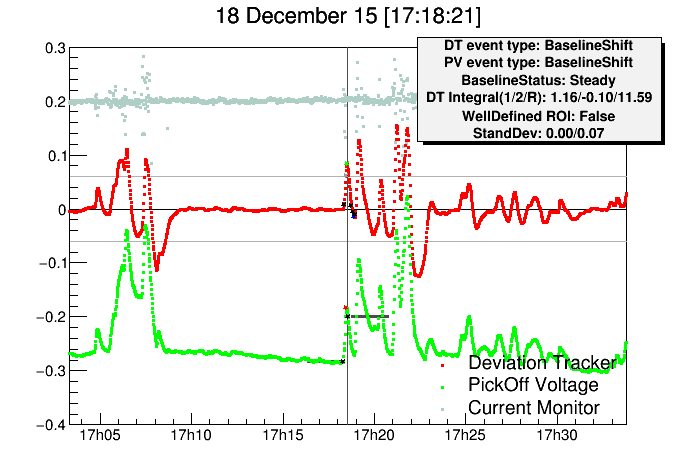 18 December 15 [17:18:21]
DT event type: BaselineShift
PV event type: BaselineShift
BaselineStatus: Steady
DT Integral(1/2/R): 1.16/-0.10/11.59
WellDefined ROI: False
StandDev: 0.00/0.07
0.3
0.2
0.1
0
−0.1
−0.2
−0.3
−0.4
Deviation Tracker
PickOff Voltage
Current Monitor
17h05 17h10 17h15 17h20 17h25 17h30